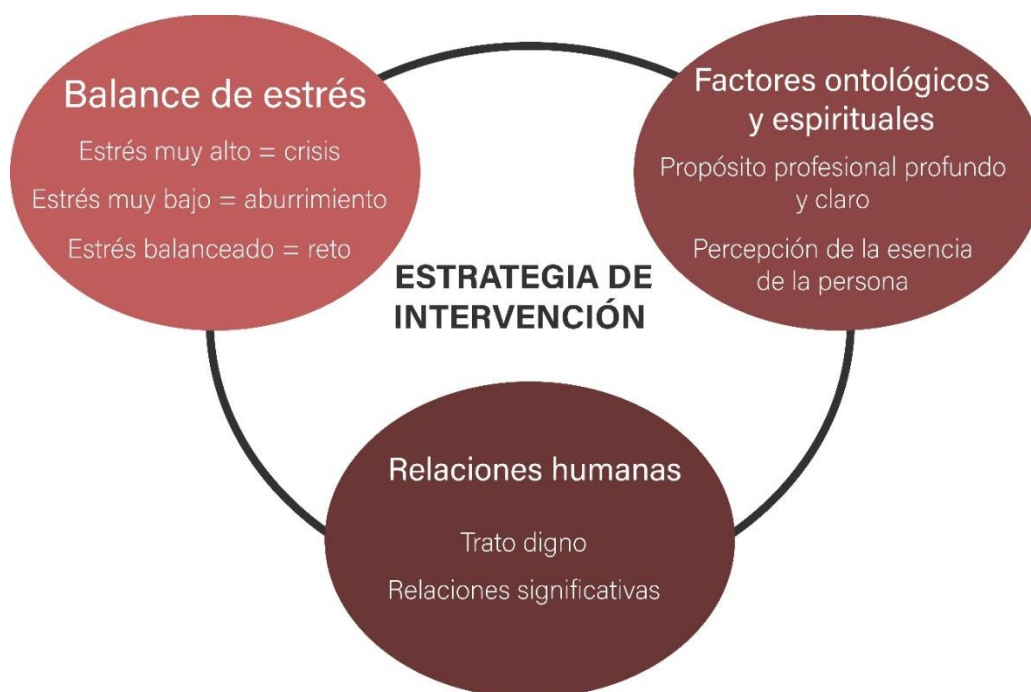 Balance de estrés
Estrés muy alto = crisis
Estrés muy bajo = aburrimiento
Estrés balanceado = reto
Factores ontológicos
y espirituales
Propósito profesional profundo
y claro
Percepción de la esencia
de la persona
ESTRATEGIA DE
INTERVENCIÓN
Relaciones humanas
Trato digno
Relaciones significativas